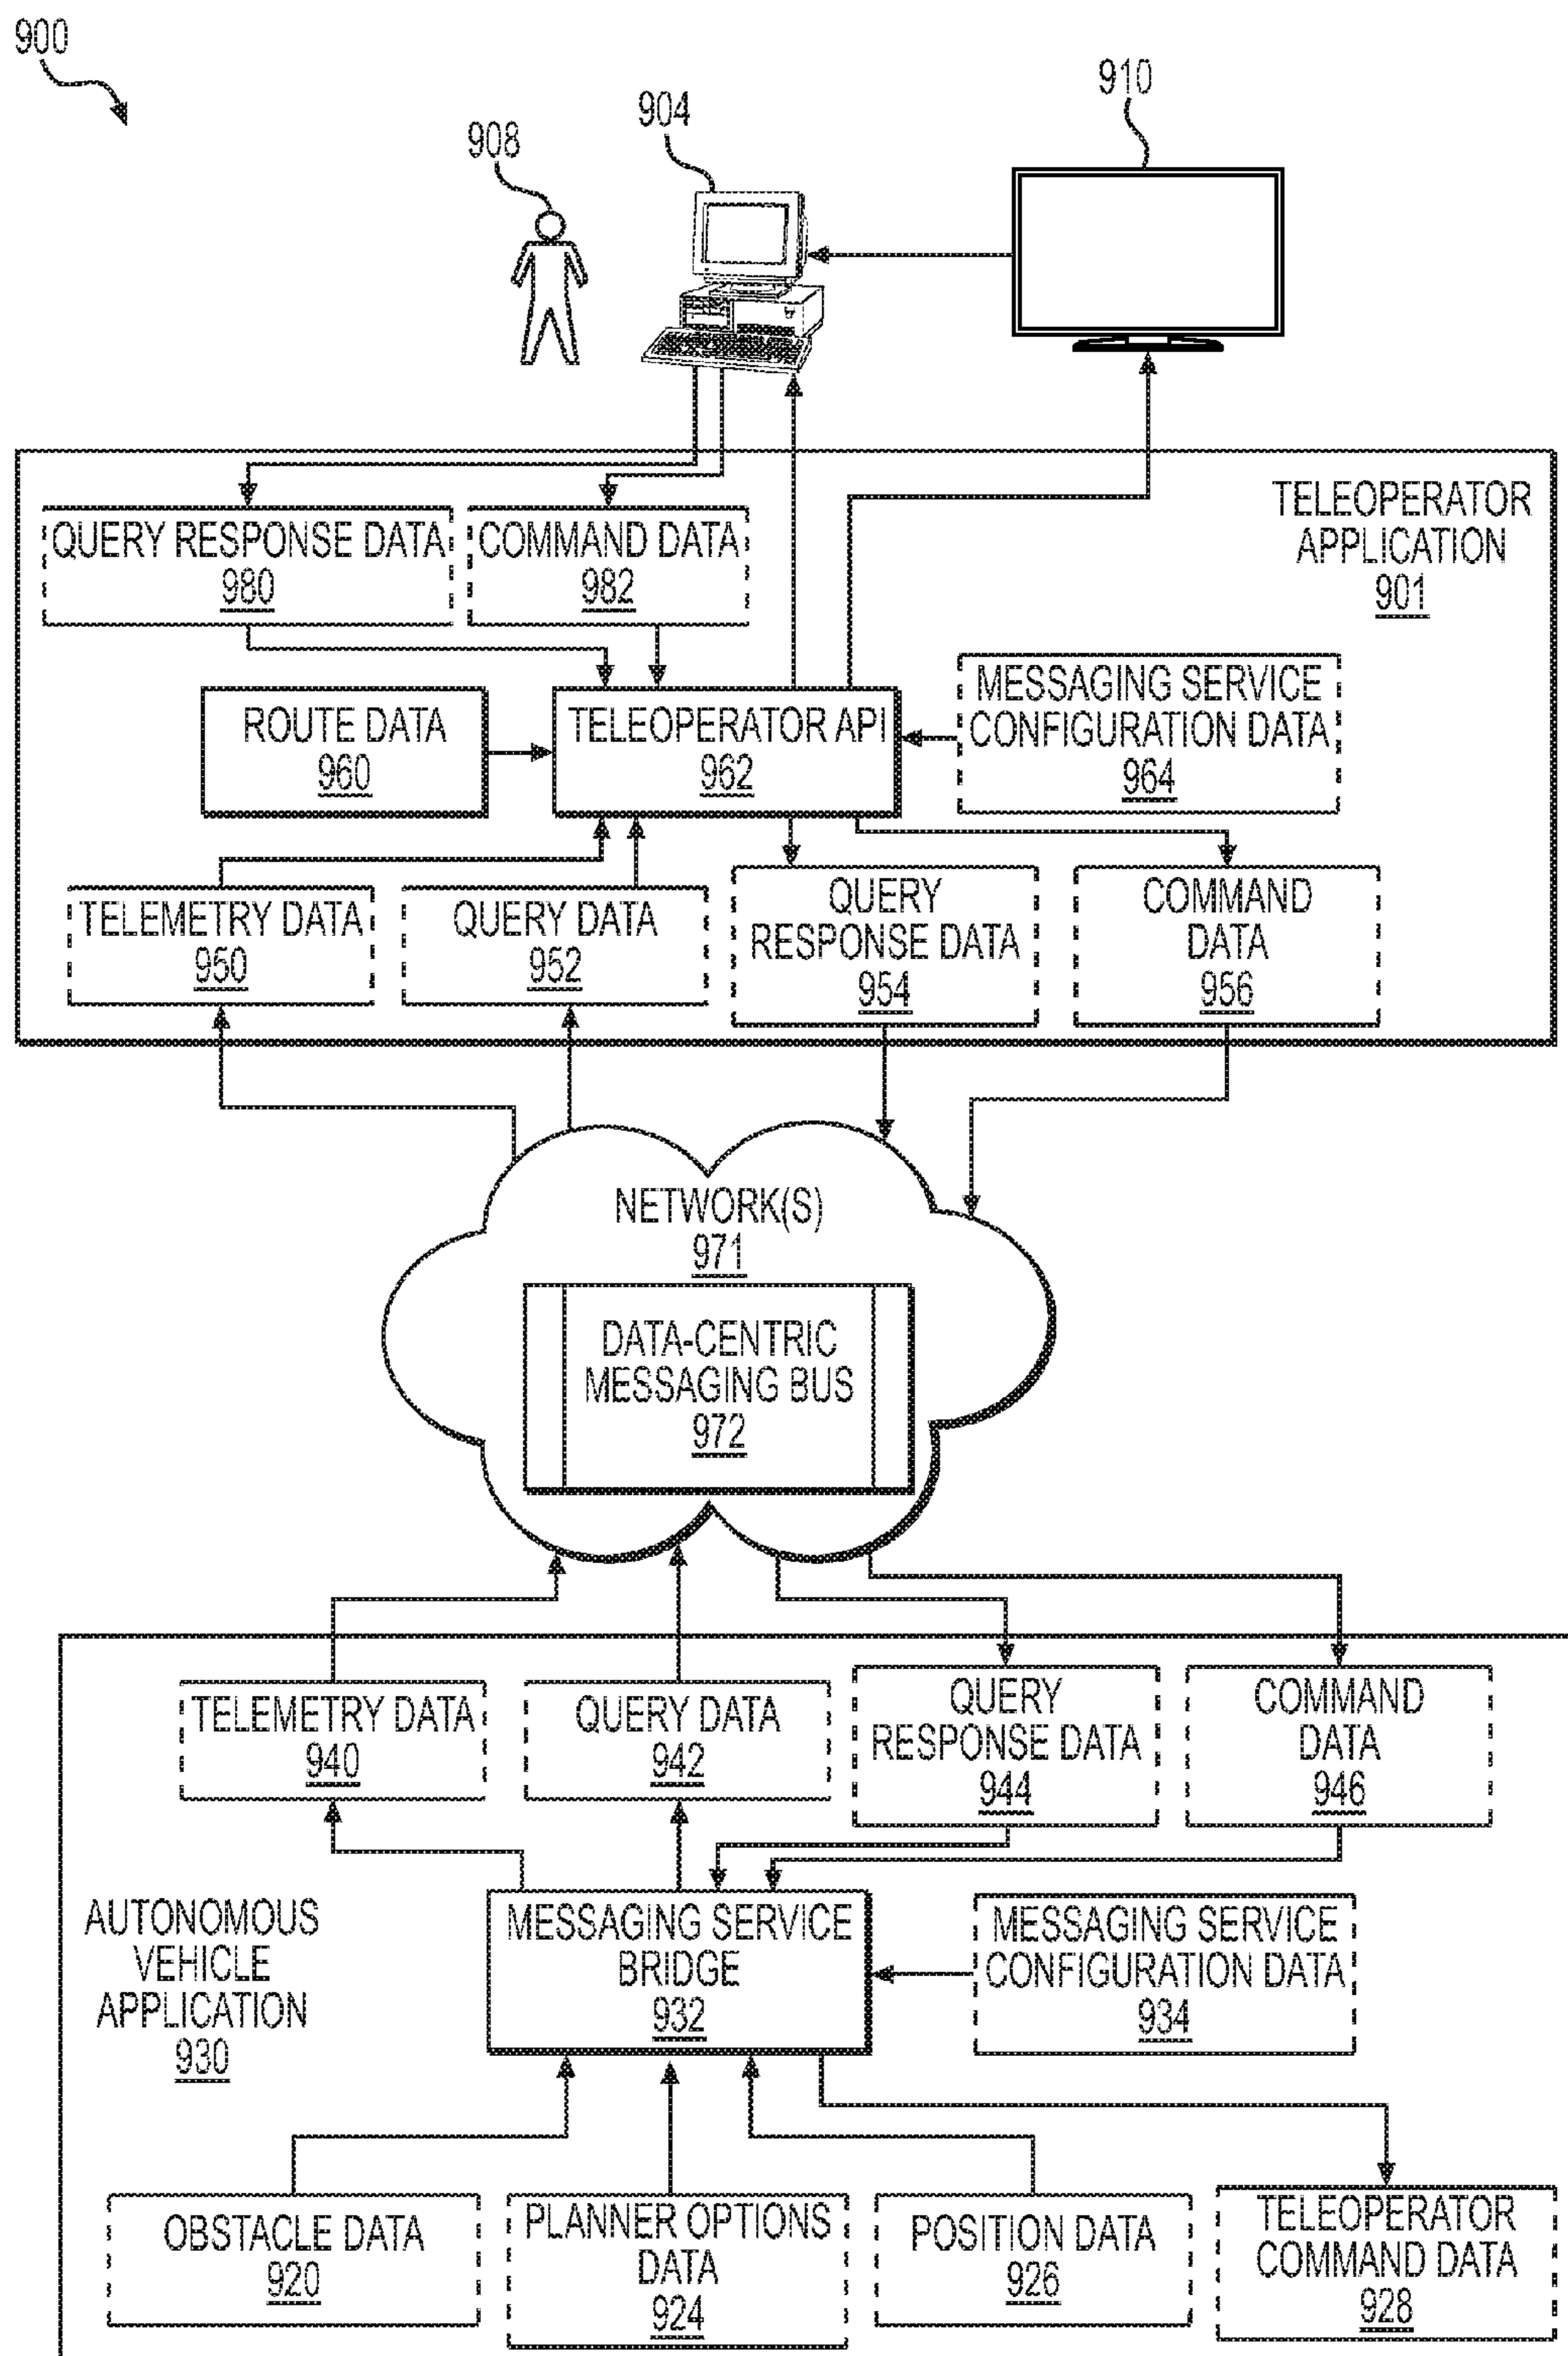 900
908
904
910
TELEOPERATOR
APPLICATION
901
QUERY RESPONSE DATA
980
COMMAND DATA
982
ROUTE DATA
960
TELEOPERATOR API
962
MESSAGING SERVICE
CONFIGURATION DATA
964
TELEMETRY DATA
950
QUERY DATA
952
QUERY
RESPONSE DATA
954
COMMAND
DATA
956
NETWORK(S)
971
DATA-CENTRIC
MESSAGING BUS
972
TELEMETRY DATA
940
QUERY DATA
942
QUERY
RESPONSE DATA
944
COMMAND
DATA
946
AUTONOMOUS
VEHICLE
APPLICATION
930
MESSAGING SERVICE
BRIDGE
932
MESSAGING SERVICE
CONFIGURATION DATA
934
OBSTACLE DATA
920
PLANNER OPTIONS
DATA
924
POSITION DATA
926
TELEOPERATOR
COMMAND DATA
928